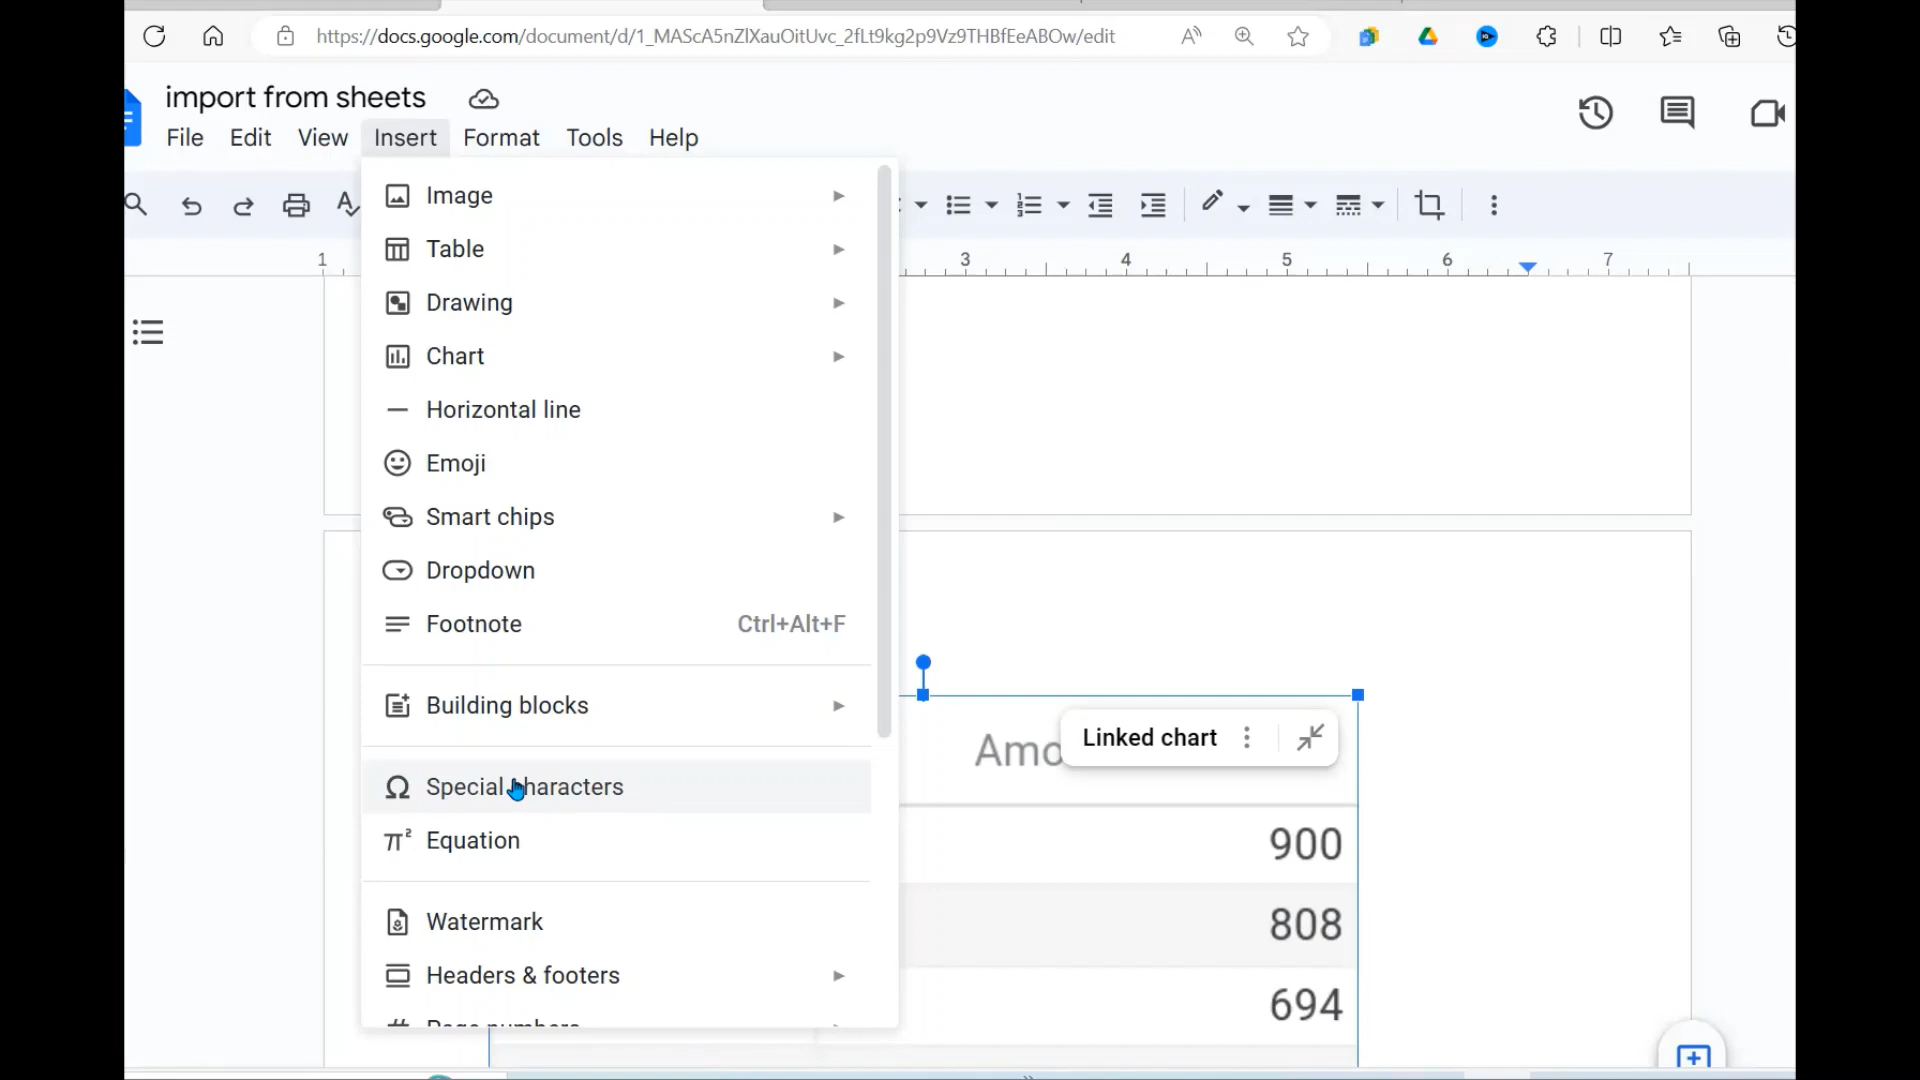 https://docs.google.com/document/d/1_MAScA5nZlXauOitUvc_2fLt9kg2p9Vz9THBfEeABOw/edit
import from sheets
File Edit View Insert Format Tools Help
1 3 4 5 6 7
Image
Table
Drawing
Chart
Horizontal line
Emoji
Smart chips
Dropdown
Footnote Ctrl+Alt+F
Building blocks
Special characters
Equation
Watermark
Headers & footers
Page numbers
Linked chart
900
808
694